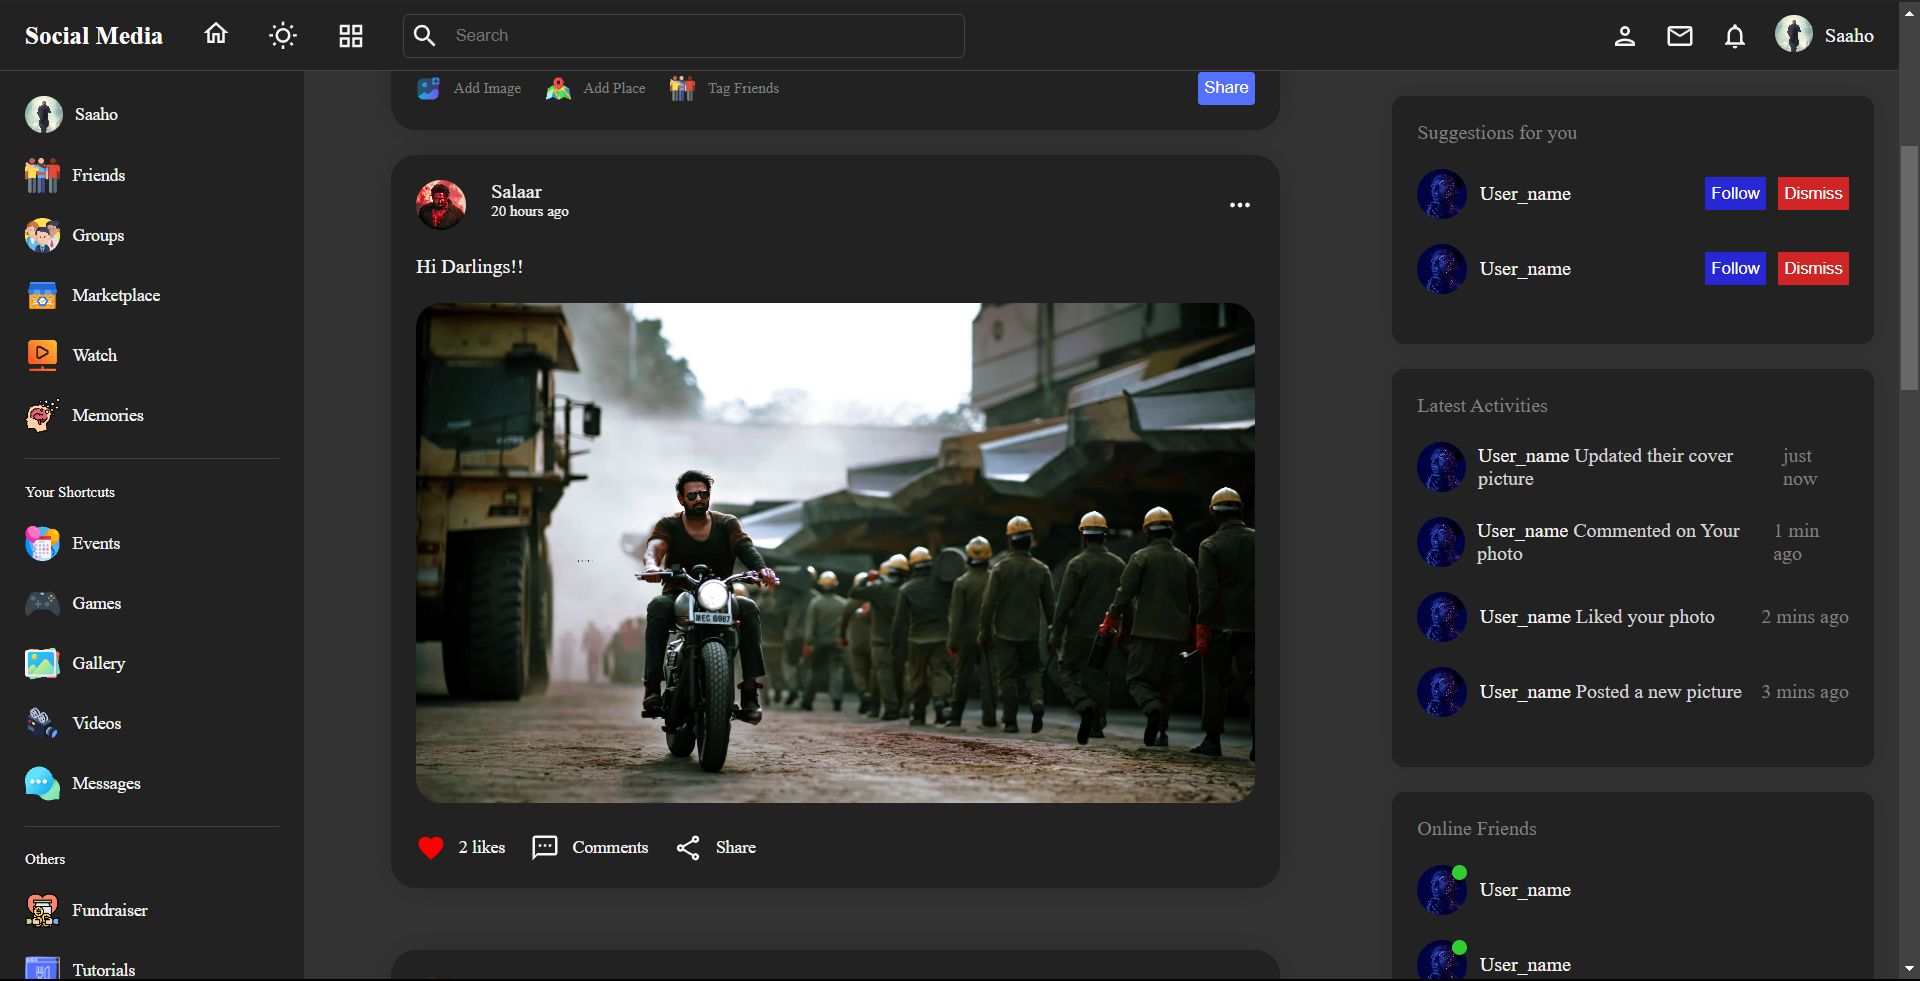 Social Media
Search
Saaho
Saaho
Friends
Groups
Marketplace
Watch
Memories
Your Shortcuts
Events
Games
Gallery
Videos
Messages
Others
Fundraiser
Tutorials
Add Image
Add Place
Tag Friends
Share
Salaar
20 hours ago
Hi Darlings!!
MEC 6987
2 likes
Comments
Share
Suggestions for you
User_name
Follow
Dismiss
User_name
Follow
Dismiss
Latest Activities
User_name Updated their cover
picture
just
now
User_name Commented on Your
photo
1 min
ago
User_name Liked your photo
2 mins ago
User_name Posted a new picture
3 mins ago
Online Friends
User_name
User_name